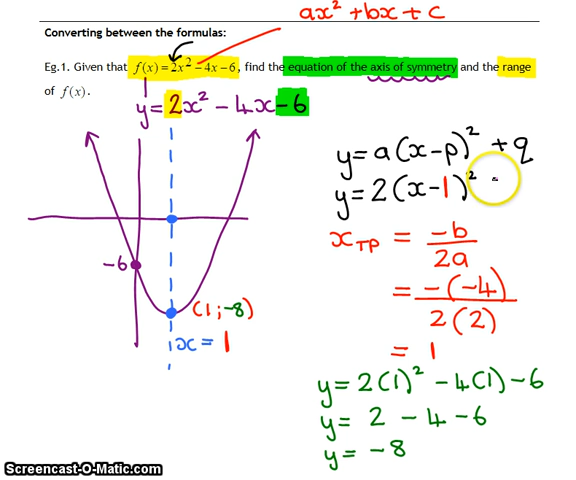 ax² + bx + c
Converting between the formulas:
Eg.1. Given that f(x) = 2x² − 4x − 6, find the equation of the axis of symmetry and the range
of f(x).
y = 2x² − 4x − 6
y = a(x − p)² + q
y = 2(x − 1)² -
x TP = −b / 2a
= −(−4) / 2(2)
= 1
−6
(1 ; −8)
x = 1
y = 2(1)² − 4(1) − 6
y = 2 − 4 − 6
y = −8
Screencast-O-Matic.com